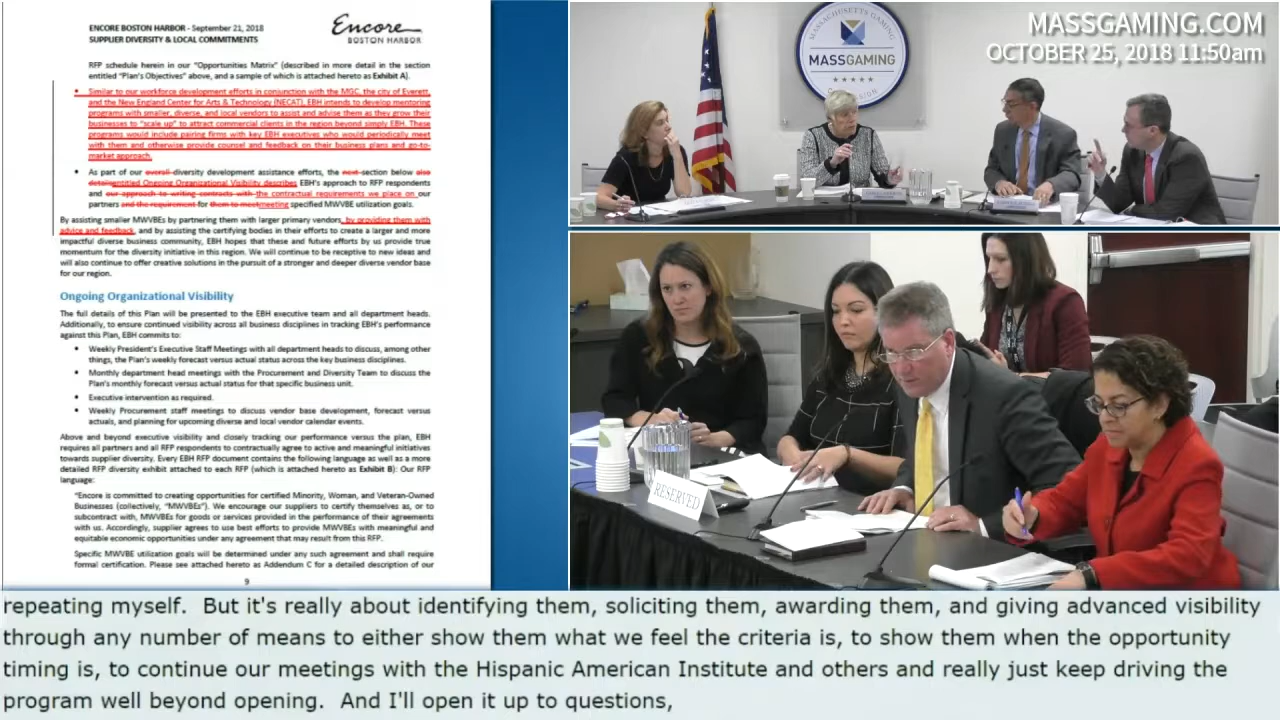 ENCORE BOSTON HARBOR - September 21, 2018
SUPPLIER DIVERSITY & LOCAL COMMITMENTS
Encore
BOSTON HARBOR
RFP schedule herein in our "Opportunities Matrix" (described in more detail in the section
entitled "Plan's Objectives" above, and a sample of which is attached hereto as Exhibit A).
• Similar to our workforce development efforts in conjunction with the MGC, the city of Everett,
and the New England Center for Arts & Technology (NECAT), EBH intends to develop mentoring
programs with smaller, diverse, and local vendors to assist and advise them as they grow their
businesses to "scale up" to attract commercial clients in the region beyond simply EBH. These
programs would include pairing firms with key EBH executives who would periodically meet
with them and otherwise provide counsel and feedback on their business plans and go-to-
market approach.
• As part of our overall diversity development assistance efforts, the next section below also
detailsentitled Ongoing Organizational Visibility describes EBH's approach to RFP respondents
and our approach to writing contracts with the contractual requirements we place on our
partners and the requirement for them to meetmeeting specified MWVBE utilization goals.
By assisting smaller MWVBEs by partnering them with larger primary vendors, by providing them with
advice and feedback, and by assisting the certifying bodies in their efforts to create a larger and more
impactful diverse business community, EBH hopes that these and future efforts by us provide true
momentum for the diversity initiative in this region. We will continue to be receptive to new ideas and
will also continue to offer creative solutions in the pursuit of a stronger and deeper diverse vendor base
for our region.
Ongoing Organizational Visibility
The full details of this Plan will be presented to the EBH executive team and all department heads.
Additionally, to ensure continued visibility across all business disciplines in tracking EBH's performance
against this Plan, EBH commits to:
• Weekly President's Executive Staff Meetings with all department heads to discuss, among other
things, the Plan's weekly forecast versus actual status across the key business disciplines.
• Monthly department head meetings with the Procurement and Diversity Team to discuss the
Plan's monthly forecast versus actual status for that specific business unit.
• Executive intervention as required.
• Weekly Procurement staff meetings to discuss vendor base development, forecast versus
actuals, and planning for upcoming diverse and local vendor calendar events.
Above and beyond executive visibility and closely tracking our performance versus the plan, EBH
requires all partners and all RFP respondents to contractually agree to active and meaningful initiatives
towards supplier diversity. Every EBH RFP document contains the following language as well as a more
detailed RFP diversity exhibit attached to each RFP (which is attached hereto as Exhibit B): Our RFP
language:
"Encore is committed to creating opportunities for certified Minority, Woman, and Veteran-Owned
Businesses (collectively, "MWVBEs"). We encourage our suppliers to certify themselves as, or to
subcontract with, MWVBEs for goods or services provided in the performance of their agreements
with us. Accordingly, supplier agrees to use best efforts to provide MWVBEs with meaningful and
equitable economic opportunities under any agreement that may result from this RFP.
Specific MWVBE utilization goals will be determined under any such agreement and shall require
formal certification. Please see attached hereto as Addendum C for a detailed description of our
9
MASSACHUSETTS GAMING
MASSGAMING
MASSGAMING.COM
OCTOBER 25, 2018 11:50am
RESERVED
repeating myself. But it's really about identifying them, soliciting them, awarding them, and giving advanced visibility
through any number of means to either show them what we feel the criteria is, to show them when the opportunity
timing is, to continue our meetings with the Hispanic American Institute and others and really just keep driving the
program well beyond opening. And I'll open it up to questions,